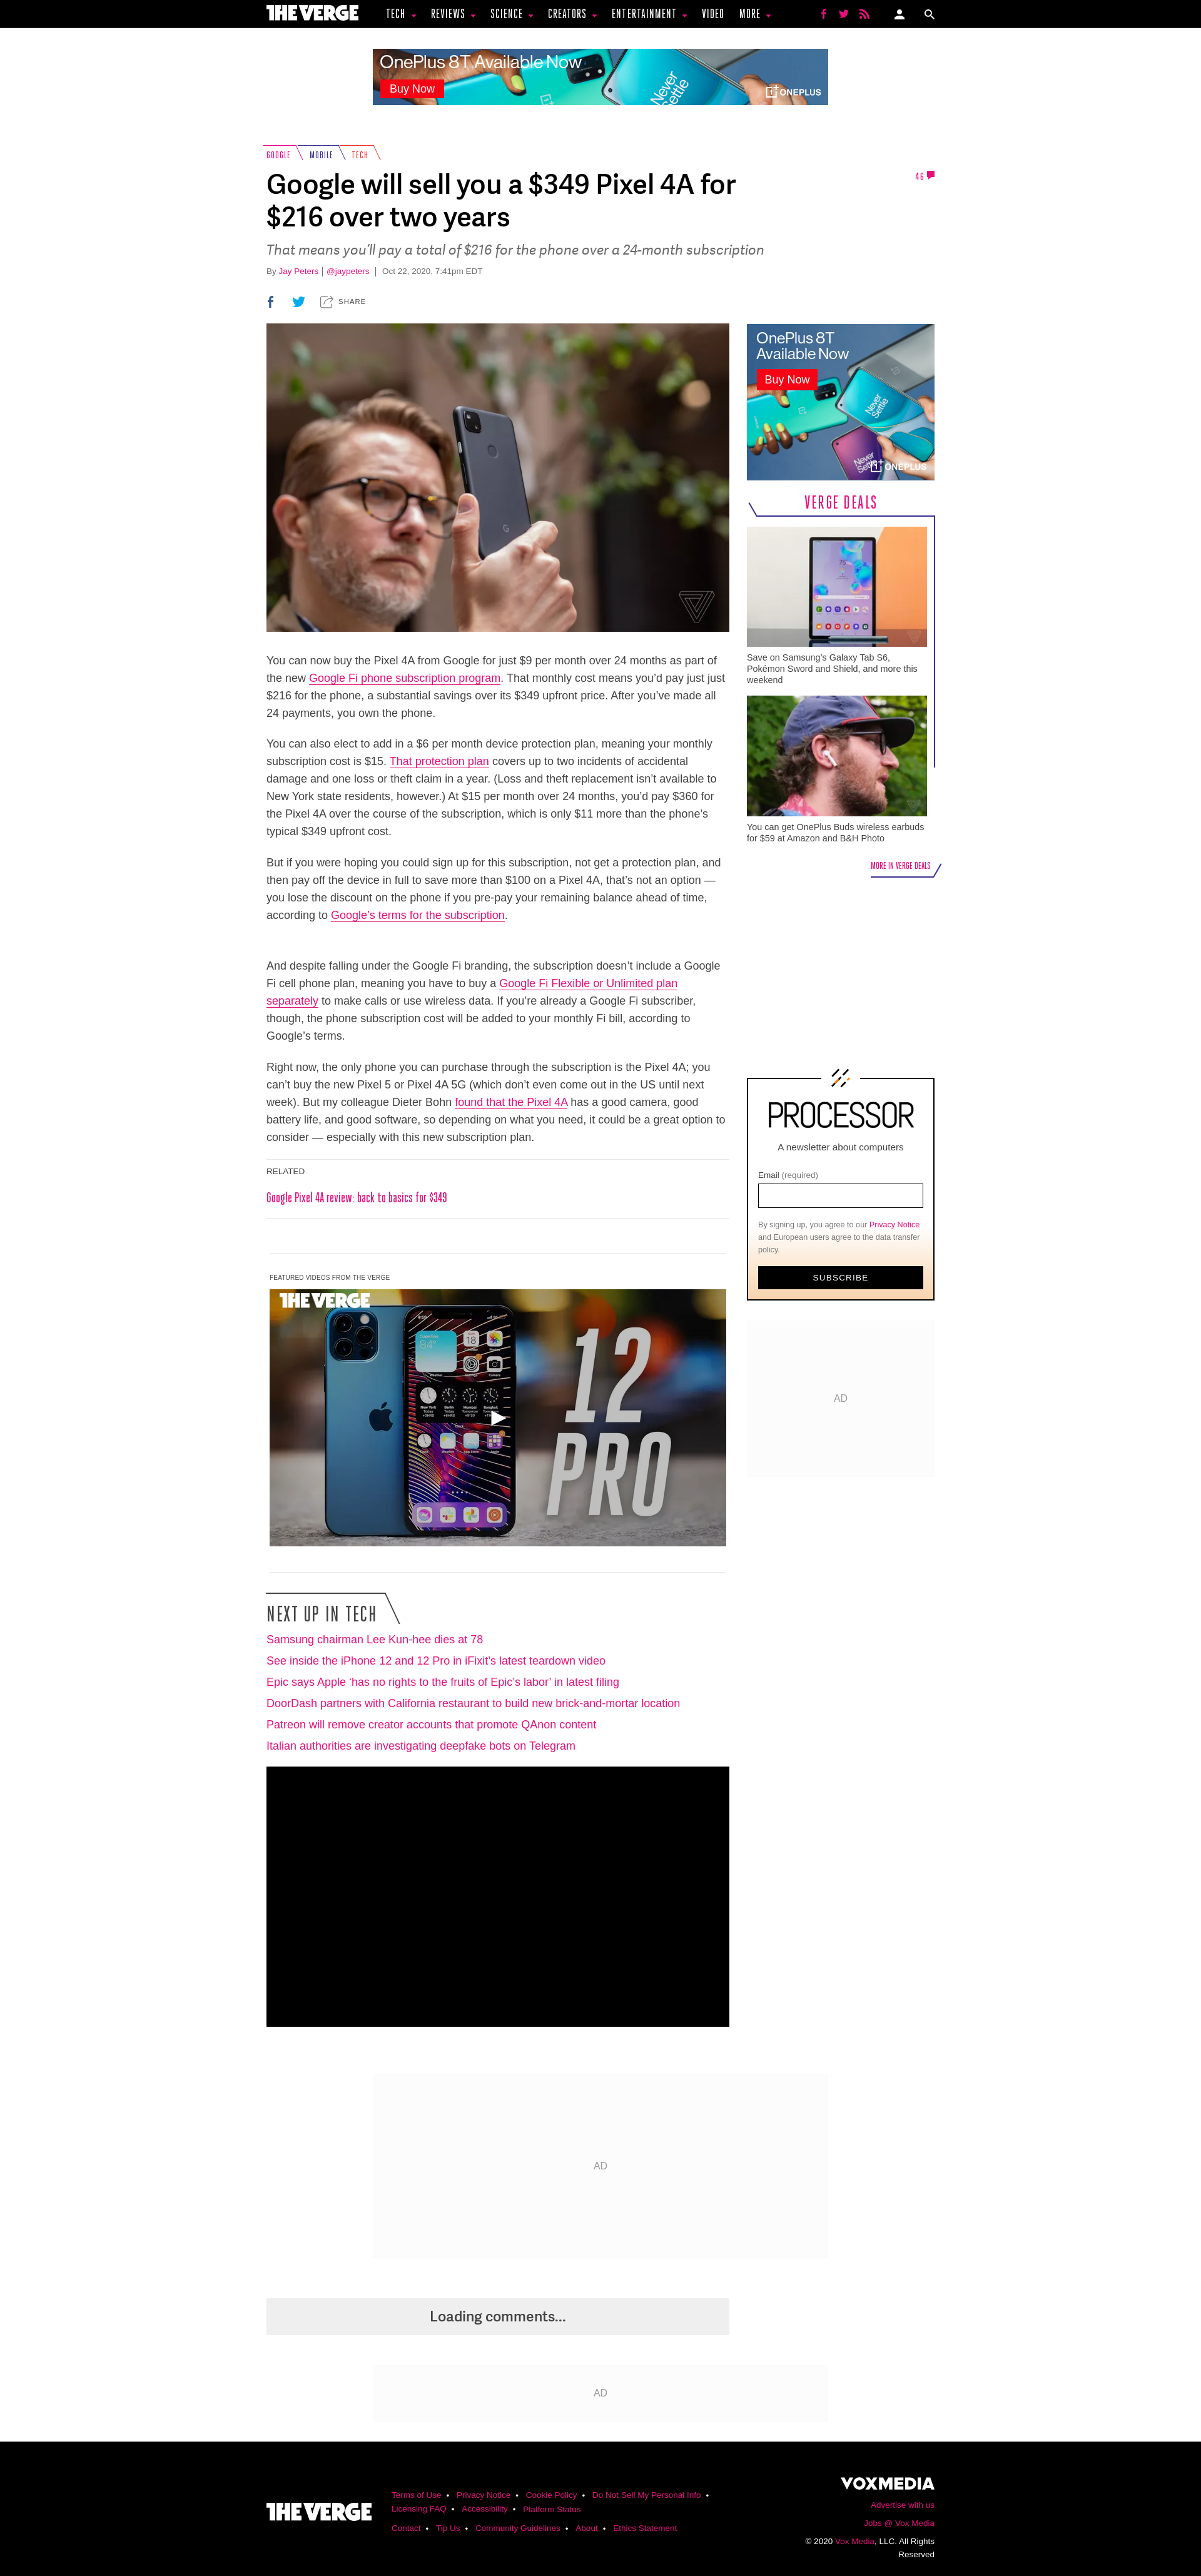 THE VERGE
TECH REVIEWS SCIENCE CREATORS ENTERTAINMENT VIDEO MORE
OnePlus 8T Available Now
Buy Now
Never Settle
ONEPLUS
GOOGLE MOBILE TECH
Google will sell you a $349 Pixel 4A for
$216 over two years
46
That means you’ll pay a total of $216 for the phone over a 24-month subscription
By Jay Peters | @jaypeters | Oct 22, 2020, 7:41pm EDT
SHARE
You can now buy the Pixel 4A from Google for just $9 per month over 24 months as part of
the new Google Fi phone subscription program. That monthly cost means you’d pay just just
$216 for the phone, a substantial savings over its $349 upfront price. After you’ve made all
24 payments, you own the phone.
You can also elect to add in a $6 per month device protection plan, meaning your monthly
subscription cost is $15. That protection plan covers up to two incidents of accidental
damage and one loss or theft claim in a year. (Loss and theft replacement isn’t available to
New York state residents, however.) At $15 per month over 24 months, you’d pay $360 for
the Pixel 4A over the course of the subscription, which is only $11 more than the phone’s
typical $349 upfront cost.
But if you were hoping you could sign up for this subscription, not get a protection plan, and
then pay off the device in full to save more than $100 on a Pixel 4A, that’s not an option —
you lose the discount on the phone if you pre-pay your remaining balance ahead of time,
according to Google’s terms for the subscription.
And despite falling under the Google Fi branding, the subscription doesn’t include a Google
Fi cell phone plan, meaning you have to buy a Google Fi Flexible or Unlimited plan
separately to make calls or use wireless data. If you’re already a Google Fi subscriber,
though, the phone subscription cost will be added to your monthly Fi bill, according to
Google’s terms.
Right now, the only phone you can purchase through the subscription is the Pixel 4A; you
can’t buy the new Pixel 5 or Pixel 4A 5G (which don’t even come out in the US until next
week). But my colleague Dieter Bohn found that the Pixel 4A has a good camera, good
battery life, and good software, so depending on what you need, it could be a great option to
consider — especially with this new subscription plan.
RELATED
Google Pixel 4A review: back to basics for $349
FEATURED VIDEOS FROM THE VERGE
THE VERGE
12
PRO
NEXT UP IN TECH
Samsung chairman Lee Kun-hee dies at 78
See inside the iPhone 12 and 12 Pro in iFixit’s latest teardown video
Epic says Apple ‘has no rights to the fruits of Epic’s labor’ in latest filing
DoorDash partners with California restaurant to build new brick-and-mortar location
Patreon will remove creator accounts that promote QAnon content
Italian authorities are investigating deepfake bots on Telegram
OnePlus 8T
Available Now
Buy Now
Never Settle
Never Settle
ONEPLUS
VERGE DEALS
Save on Samsung’s Galaxy Tab S6,
Pokémon Sword and Shield, and more this
weekend
You can get OnePlus Buds wireless earbuds
for $59 at Amazon and B&H Photo
MORE IN VERGE DEALS
PROCESSOR
A newsletter about computers
Email (required)
By signing up, you agree to our Privacy Notice
and European users agree to the data transfer
policy.
SUBSCRIBE
AD
AD
Loading comments...
AD
THE VERGE
Terms of Use • Privacy Notice • Cookie Policy • Do Not Sell My Personal Info •
Licensing FAQ • Accessibility • Platform Status
Contact • Tip Us • Community Guidelines • About • Ethics Statement
VOXMEDIA
Advertise with us
Jobs @ Vox Media
© 2020 Vox Media, LLC. All Rights
Reserved